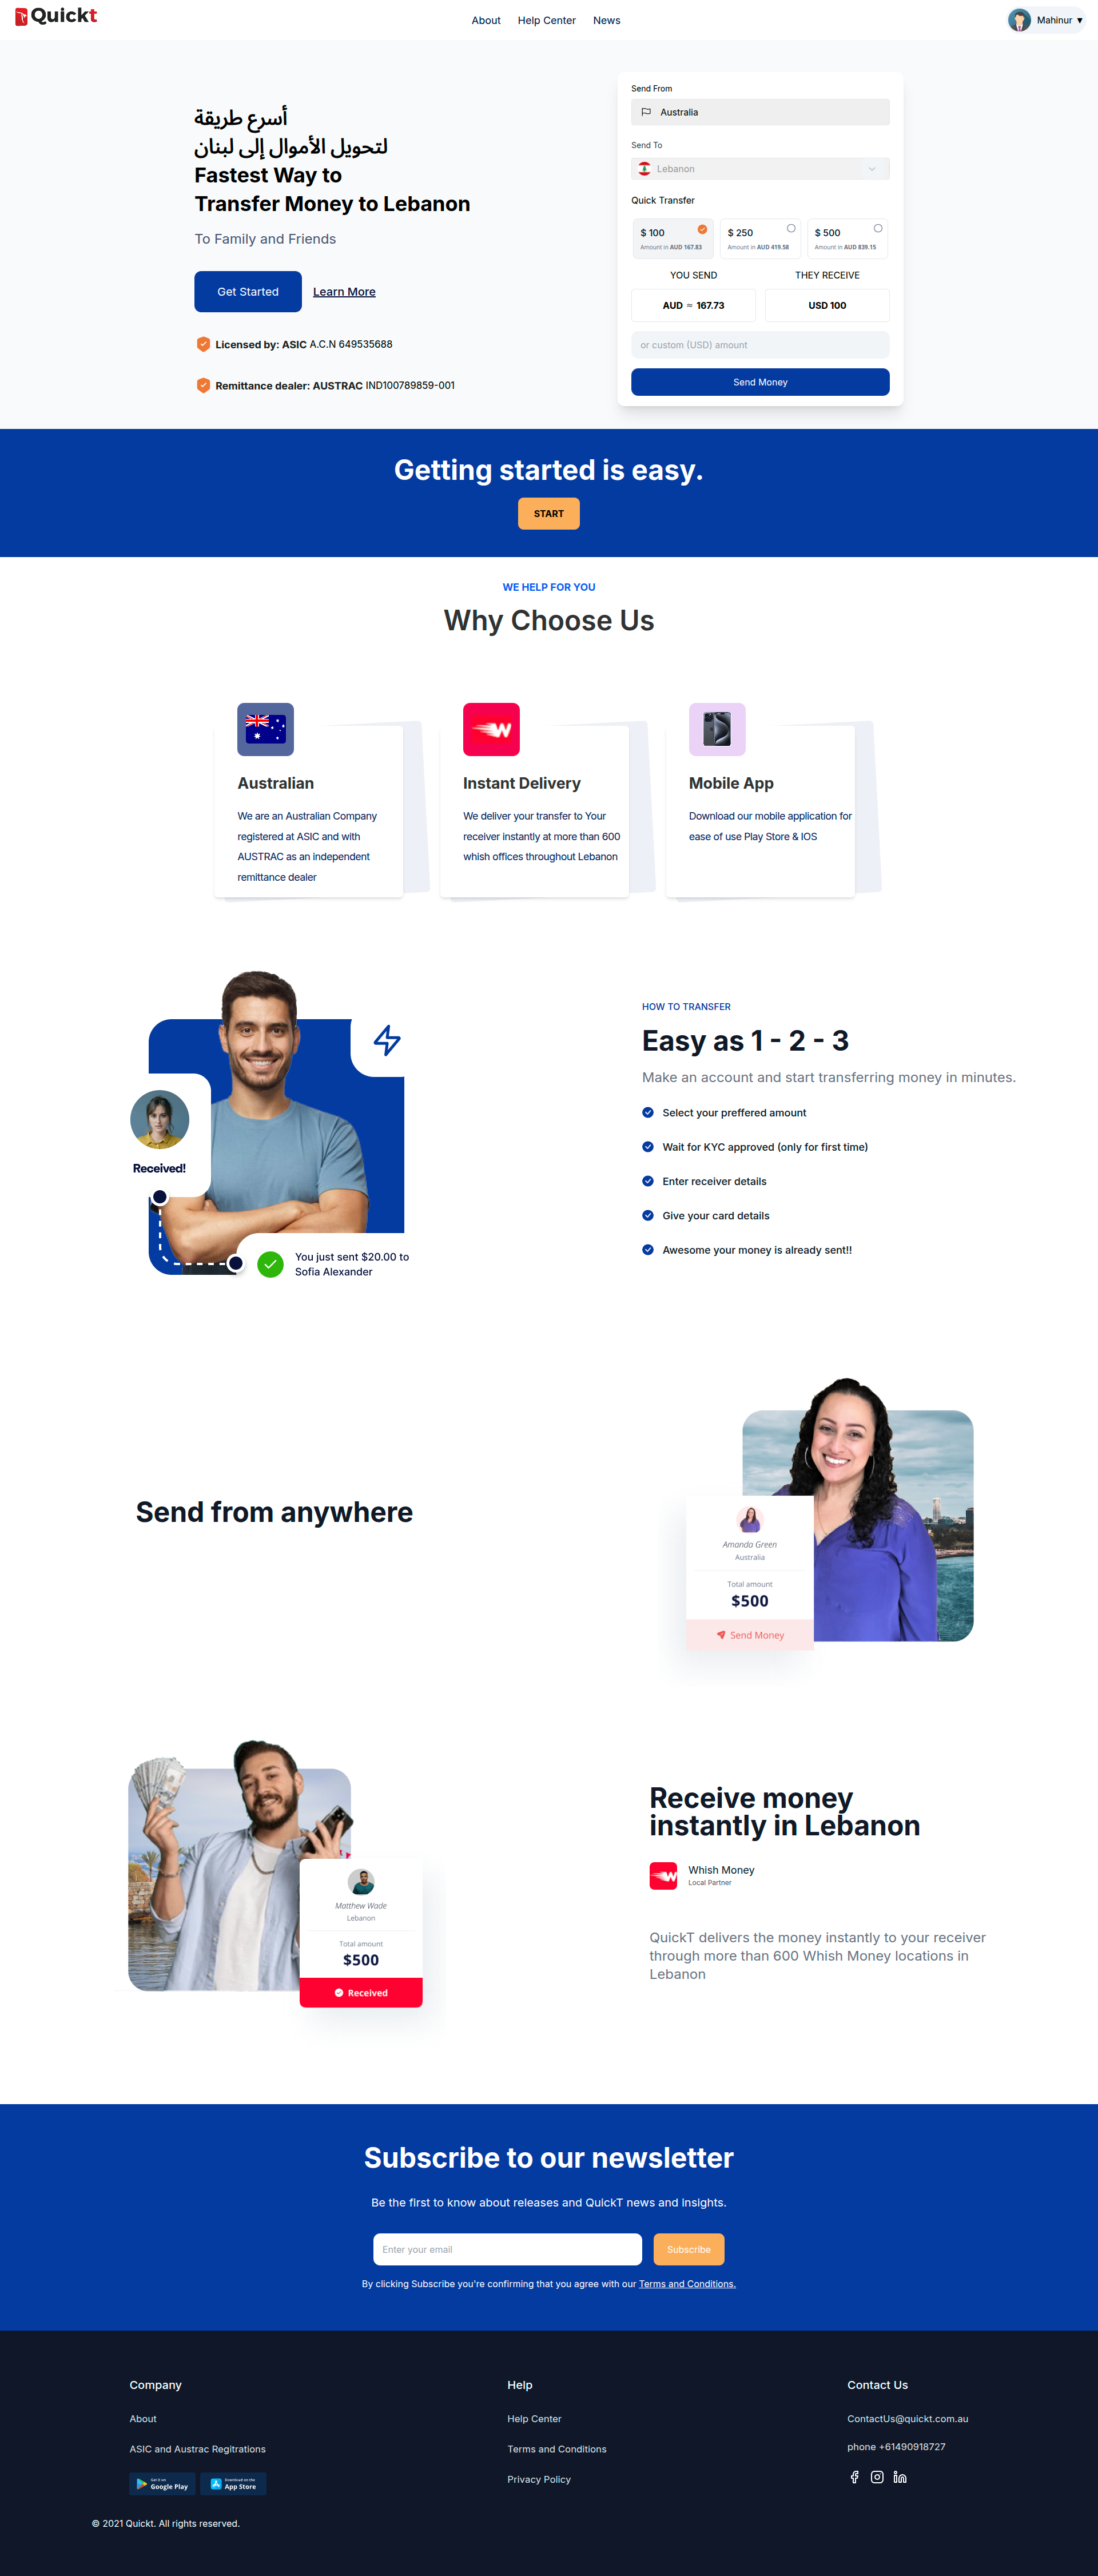 Quickt
About Help Center News
Mahinur ▼
أسرع طريقة
لتحويل الأموال إلى لبنان
Fastest Way to
Transfer Money to Lebanon
To Family and Friends
Get Started Learn More
Licensed by: ASIC A.C.N 649535688
Remittance dealer: AUSTRAC IND100789859-001
Send From
Australia
Send To
Lebanon
Quick Transfer
$ 100
Amount in AUD 167.83
$ 250
Amount in AUD 419.58
$ 500
Amount in AUD 839.15
YOU SEND THEY RECEIVE
AUD ≈ 167.73 USD 100
or custom (USD) amount
Send Money
Getting started is easy.
START
WE HELP FOR YOU
Why Choose Us
Australian
We are an Australian Company
registered at ASIC and with
AUSTRAC as an independent
remittance dealer
Instant Delivery
We deliver your transfer to Your
receiver instantly at more than 600
whish offices throughout Lebanon
Mobile App
Download our mobile application for
ease of use Play Store & IOS
Received!
You just sent $20.00 to
Sofia Alexander
HOW TO TRANSFER
Easy as 1 - 2 - 3
Make an account and start transferring money in minutes.
Select your preffered amount
Wait for KYC approved (only for first time)
Enter receiver details
Give your card details
Awesome your money is already sent!!
Send from anywhere
Amanda Green
Australia
Total amount
$500
Send Money
Matthew Wade
Lebanon
Total amount
$500
Received
Receive money
instantly in Lebanon
Whish Money
Local Partner
QuickT delivers the money instantly to your receiver
through more than 600 Whish Money locations in
Lebanon
Subscribe to our newsletter
Be the first to know about releases and QuickT news and insights.
Enter your email Subscribe
By clicking Subscribe you're confirming that you agree with our Terms and Conditions.
Company
About
ASIC and Austrac Regitrations
Get it on
Google Play
Download on the
App Store
Help
Help Center
Terms and Conditions
Privacy Policy
Contact Us
ContactUs@quickt.com.au
phone +61490918727
© 2021 Quickt. All rights reserved.